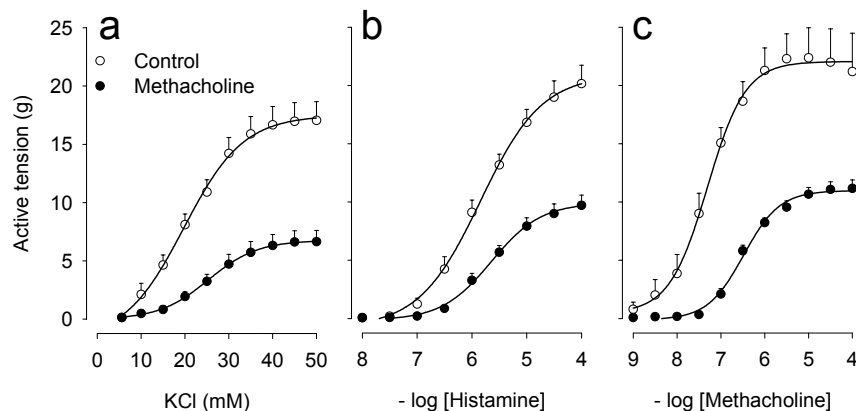 a b c
Control
Methacholine
Active tension (g)
25
20
15
10
5
0
0 10 20 30 40 50 8 7 6 5 4 9 8 7 6 5 4
KCl (mM) - log [Histamine] - log [Methacholine]